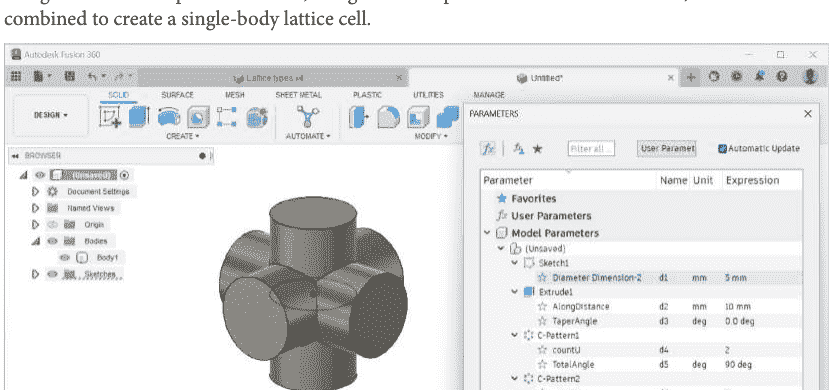 combined to create a single-body lattice cell.
Autodesk Fusion 360
Lattice types v4
Untitled*
SOLID SURFACE MESH SHEET METAL PLASTIC UTILITIES MANAGE
DESIGN
CREATE AUTOMATE MODIFY
PARAMETERS
BROWSER
(Unsaved)
Document Settings
Named Views
Origin
Bodies
Body1
Sketches
Filter all
User Paramet
Automatic Update
Parameter Name Unit Expression
Favorites
User Parameters
Model Parameters
(Unsaved)
Sketch1
Diameter Dimension-2 d1 mm 5 mm
Extrude1
AlongDistance d2 mm 10 mm
TaperAngle d3 deg 0.0 deg
C-Pattern1
countU d4 2
TotalAngle d5 deg 90 deg
C-Pattern2